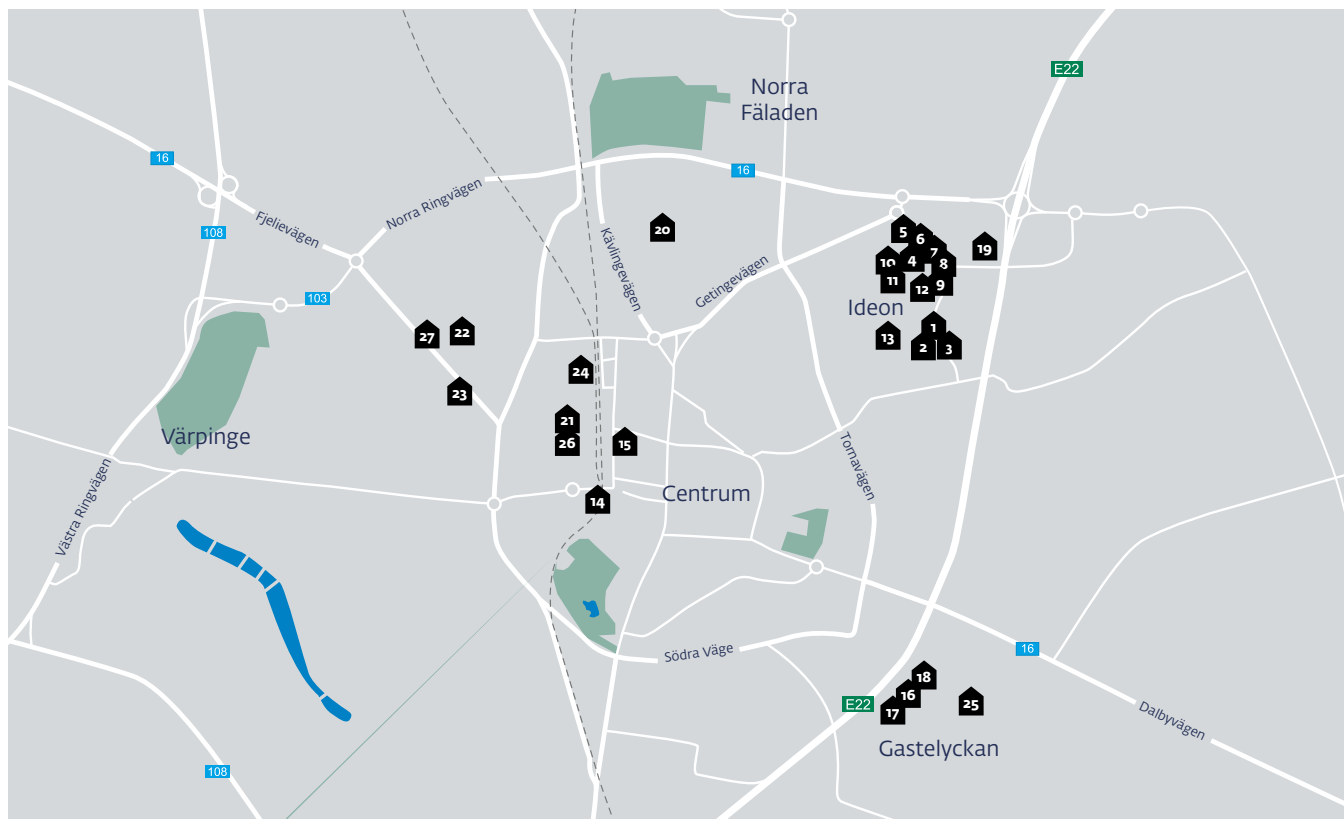 Norra
Fäladen
E22
16
16
Norra Ringvägen
Fjelievägen
108
Kävlingevägen
20
5
6
7
19
10
4
8
11
12
9
Getingevägen
103
Ideon
1
27
22
13
2
3
24
23
21
26
15
Värpinge
Tornavägen
Centrum
14
Västra Ringvägen
Södra Väge
16
18
16
25
17
E22
Dalbyvägen
Gastelyckan
108